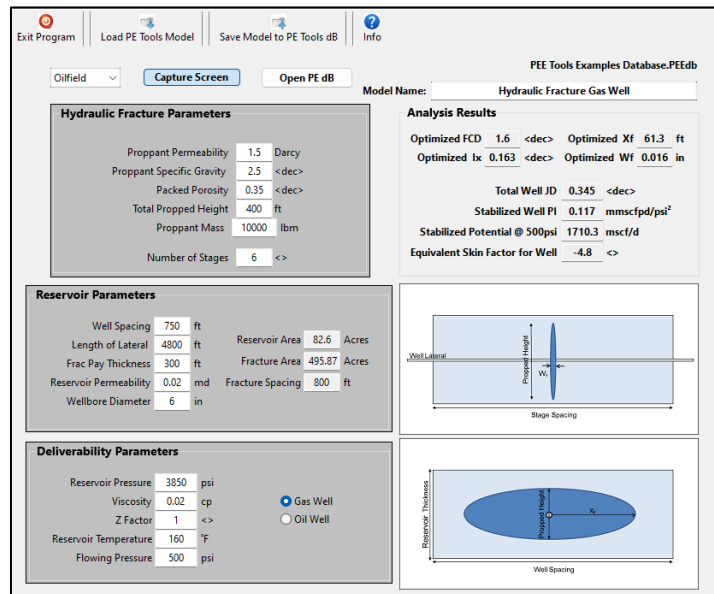 Exit Program
Load PE Tools Model
Save Model to PE Tools dB
Info
PEE Tools Examples Database.PEEdb
Oilfield
Capture Screen
Open PE dB
Model Name: Hydraulic Fracture Gas Well
Hydraulic Fracture Parameters
Proppant Permeability 1.5 Darcy
Proppant Specific Gravity 2.5 <dec>
Packed Porosity 0.35 <dec>
Total Propped Height 400 ft
Proppant Mass 10000 lbm
Number of Stages 6 <>
Analysis Results
Optimized FCD 1.6 <dec> Optimized Xf 61.3 ft
Optimized Ix 0.163 <dec> Optimized Wf 0.016 in
Total Well JD 0.345 <dec>
Stabilized Well PI 0.117 mmscfpd/psi²
Stabilized Potential @ 500psi 1710.3 mscf/d
Equivalent Skin Factor for Well -4.8 <>
Reservoir Parameters
Well Spacing 750 ft
Length of Lateral 4800 ft
Frac Pay Thickness 300 ft
Reservoir Permeability 0.02 md
Wellbore Diameter 6 in
Reservoir Area 82.6 Acres
Fracture Area 495.87 Acres
Fracture Spacing 800 ft
Well Lateral
Propped Height
Wf
Stage Spacing
Deliverability Parameters
Reservoir Pressure 3850 psi
Viscosity 0.02 cp
Z Factor 1 <>
Reservoir Temperature 160 °F
Flowing Pressure 500 psi
Gas Well
Oil Well
Reservoir Thickness
Propped Height
Xf
Well Spacing